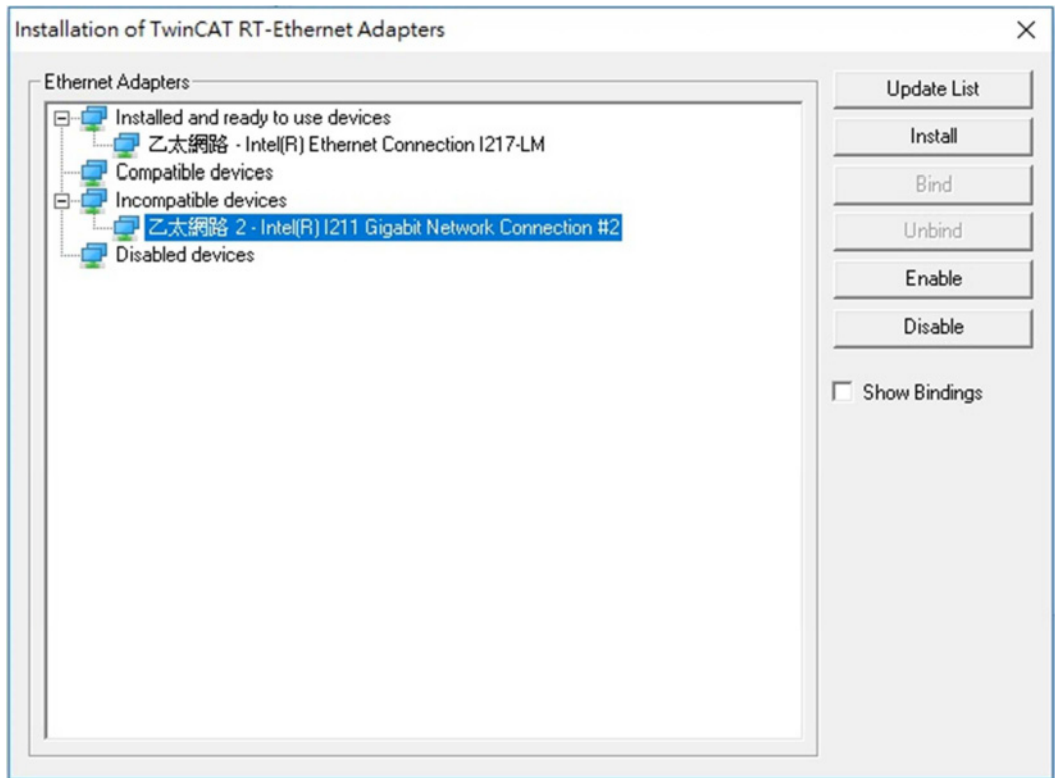 Installation of TwinCAT RT-Ethernet Adapters
Ethernet Adapters
Installed and ready to use devices
乙太網路 - Intel(R) Ethernet Connection I217-LM
Compatible devices
Incompatible devices
乙太網路 2 - Intel(R) I211 Gigabit Network Connection #2
Disabled devices
Update List
Install
Bind
Unbind
Enable
Disable
Show Bindings